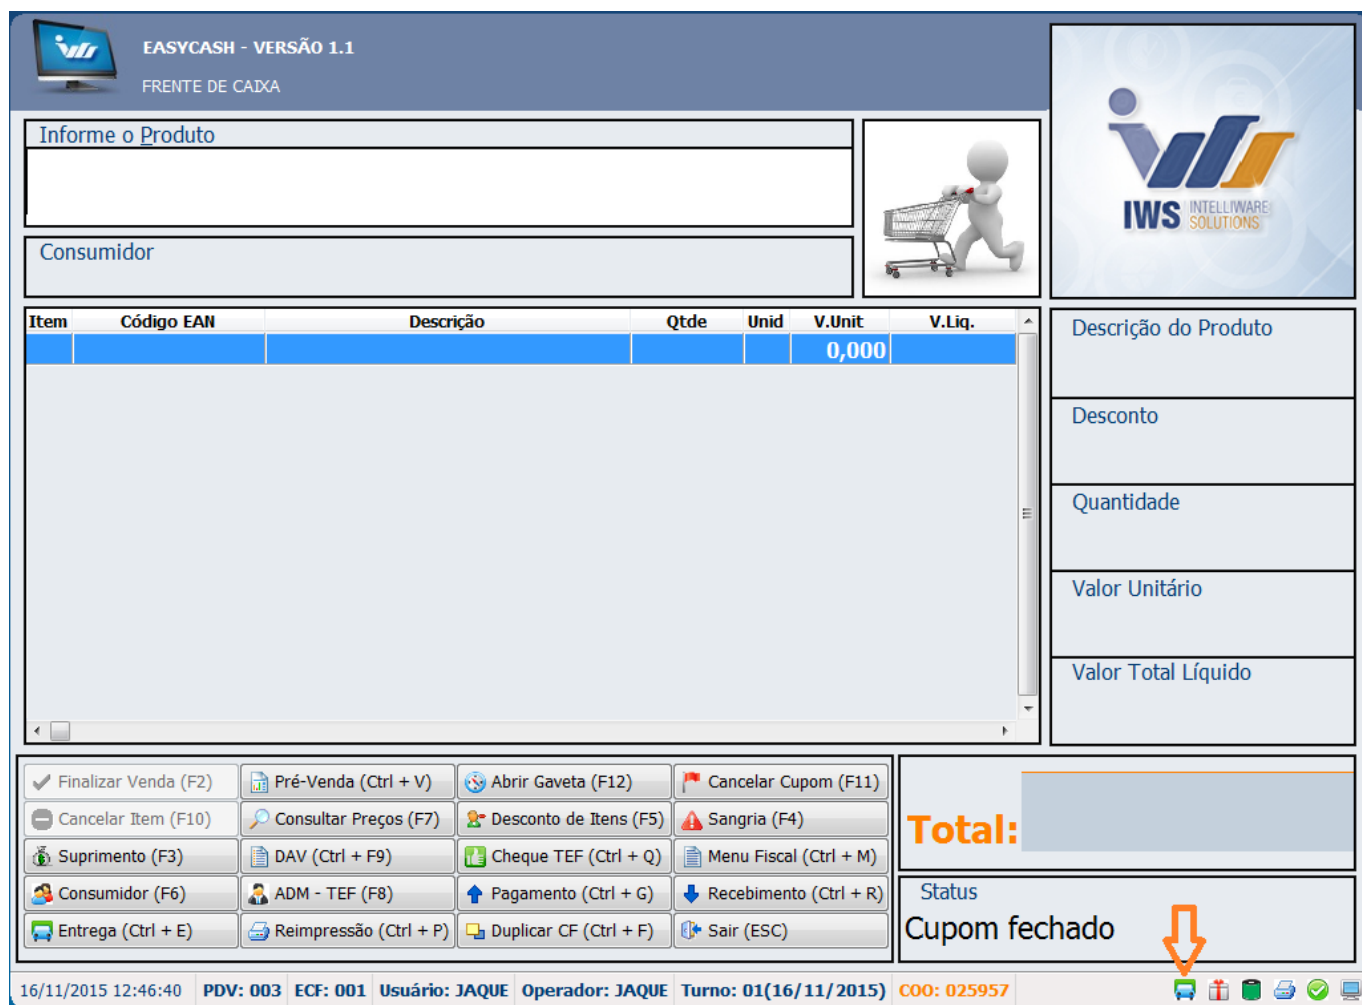 EASYCASH - VERSÃO 1.1
FRENTE DE CAIXA
iws
IWS INTELLIWARE SOLUTIONS
Informe o Produto
Consumidor
Item Código EAN Descrição Qtde Unid V.Unit V.Liq.
0,000
Descrição do Produto
Desconto
Quantidade
Valor Unitário
Valor Total Líquido
Finalizar Venda (F2) Pré-Venda (Ctrl + V) Abrir Gaveta (F12) Cancelar Cupom (F11)
Cancelar Item (F10) Consultar Preços (F7) Desconto de Itens (F5) Sangria (F4)
Suprimento (F3) DAV (Ctrl + F9) Cheque TEF (Ctrl + Q) Menu Fiscal (Ctrl + M)
Consumidor (F6) ADM - TEF (F8) Pagamento (Ctrl + G) Recebimento (Ctrl + R)
Entrega (Ctrl + E) Reimpressão (Ctrl + P) Duplicar CF (Ctrl + F) Sair (ESC)
Total:
Status
Cupom fechado
16/11/2015 12:46:40 PDV: 003 ECF: 001 Usuário: JAQUE Operador: JAQUE Turno: 01(16/11/2015) COO: 025957